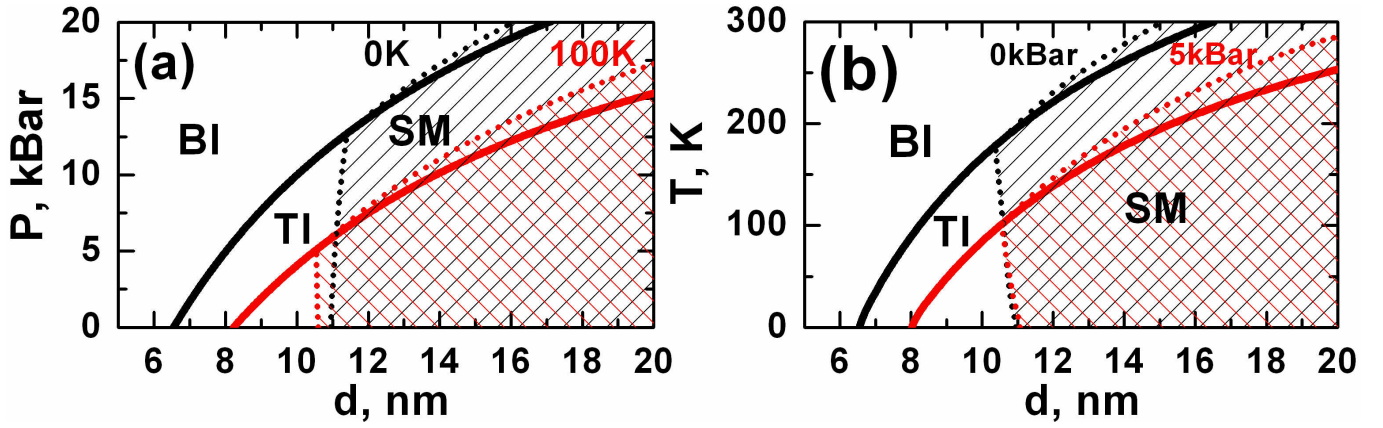 (a)
0K
100K
BI
SM
TI
P, kBar
20
15
10
5
0
6 8 10 12 14 16 18 20
d, nm
(b)
0kBar
5kBar
BI
TI
SM
T, K
300
200
100
0
6 8 10 12 14 16 18 20
d, nm